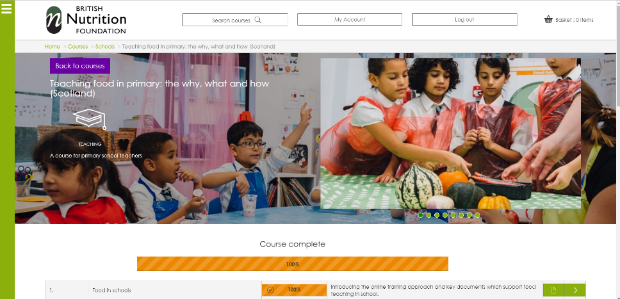 BRITISH
Nutrition
FOUNDATION
Search courses
My Account
Log out
Basket | 0 items
Home > Courses > Schools > Teaching food in primary: the why, what and how (Scotland)
Back to courses
Teaching food in primary: the why, what and how
(Scotland)
TEACHING
A course for primary school teachers
Course complete
100%
1.
Food in schools
100%
Introducing the online training approach and key documents which support food
teaching in school.